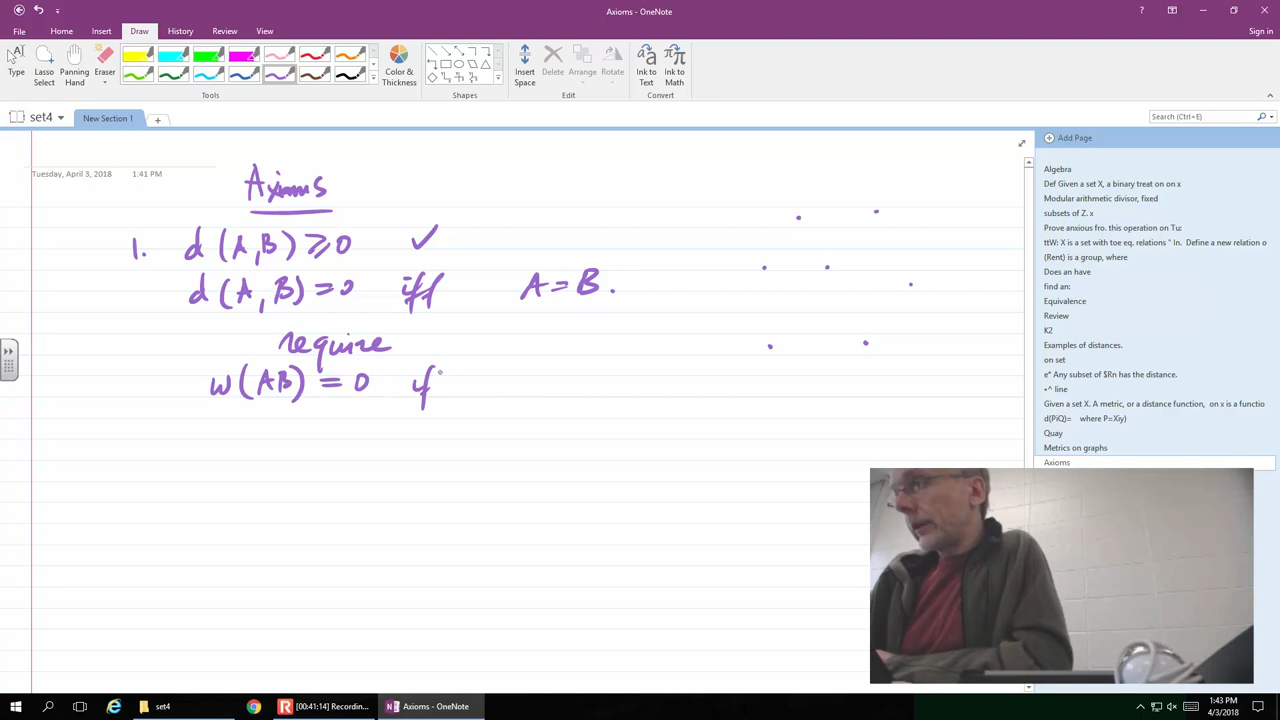 Axioms - OneNote
? Sign in
File Home Insert Draw History Review View
Type
Lasso Select
Panning Hand
Eraser
Color & Thickness
Insert Space
Delete
Arrange
Rotate
Ink to Text
Ink to Math
Tools Shapes Edit Convert
set4 New Section 1
Search (Ctrl+E)
Tuesday, April 3, 2018 1:41 PM
Axioms
1. d(A,B) ⩾ 0 ✓
d(A,B) = 0 iff A = B.
require
w(AB) = 0 if
Add Page
Algebra
Def Given a set X, a binary treat on on x
Modular arithmetic divisor, fixed
subsets of Z. x
Prove anxious fro. this operation on Tu:
ttW: X is a set with toe eq. relations " In. Define a new relation o
(Rent) is a group, where
Does an have
find an:
Equivalence
Review
K2
Examples of distances.
on set
e* Any subset of $Rn has the distance.
•^ line
Given a set X. A metric, or a distance function, on x is a functio
d(PiQ)= where P=Xiy)
Quay
Metrics on graphs
Axioms
set4
[00:41:14] Recordin...
Axioms - OneNote
1:43 PM
4/3/2018